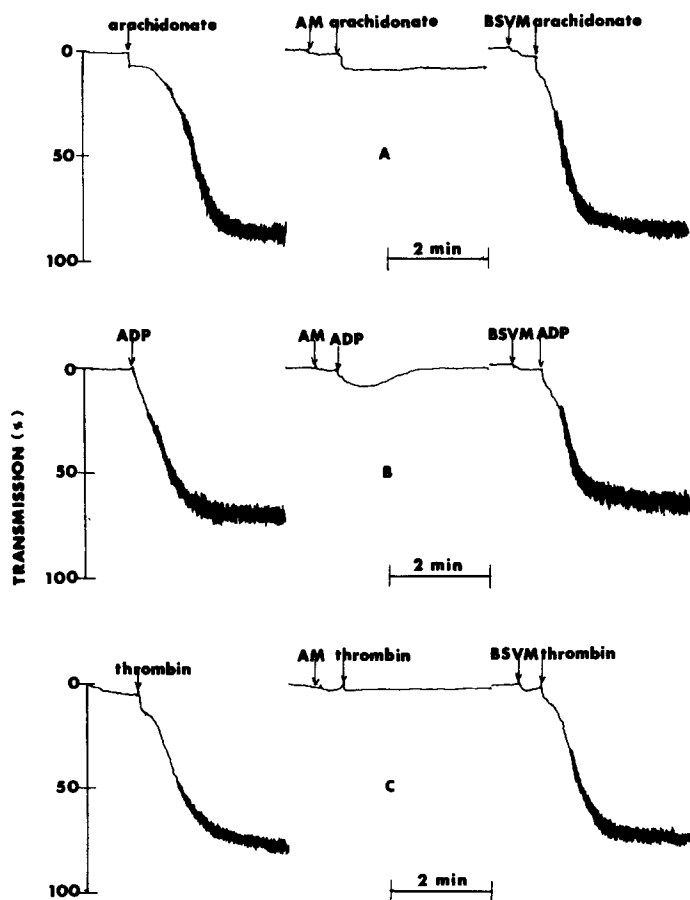 arachidonate
AM arachidonate
BSVM arachidonate
0
50
100
A
2 min
ADP
AM ADP
BSVM ADP
0
50
100
B
2 min
TRANSMISSION (%)
thrombin
AM thrombin
BSVM thrombin
0
50
100
C
2 min